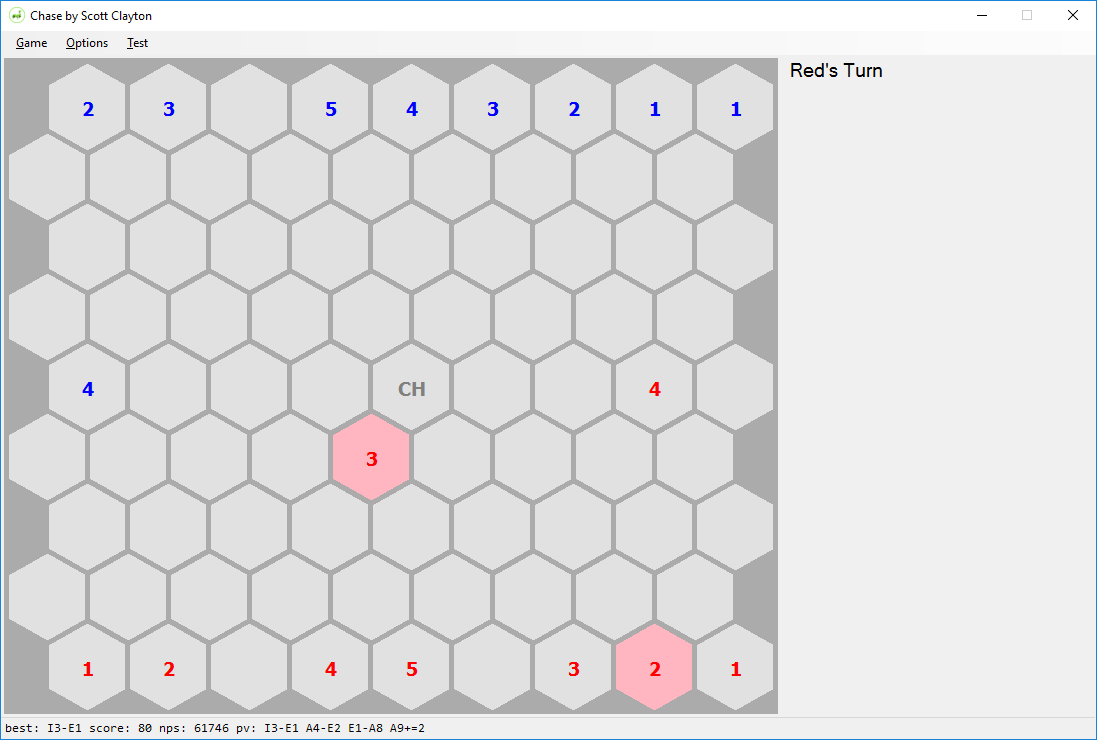 Chase by Scott Clayton
Game Options Test
Red's Turn
2 3 5 4 3 2 1 1
4 CH 4
3
1 2 4 5 3 2 1
best: I3-E1 score: 80 nps: 61746 pv: I3-E1 A4-E2 E1-A8 A9+=2